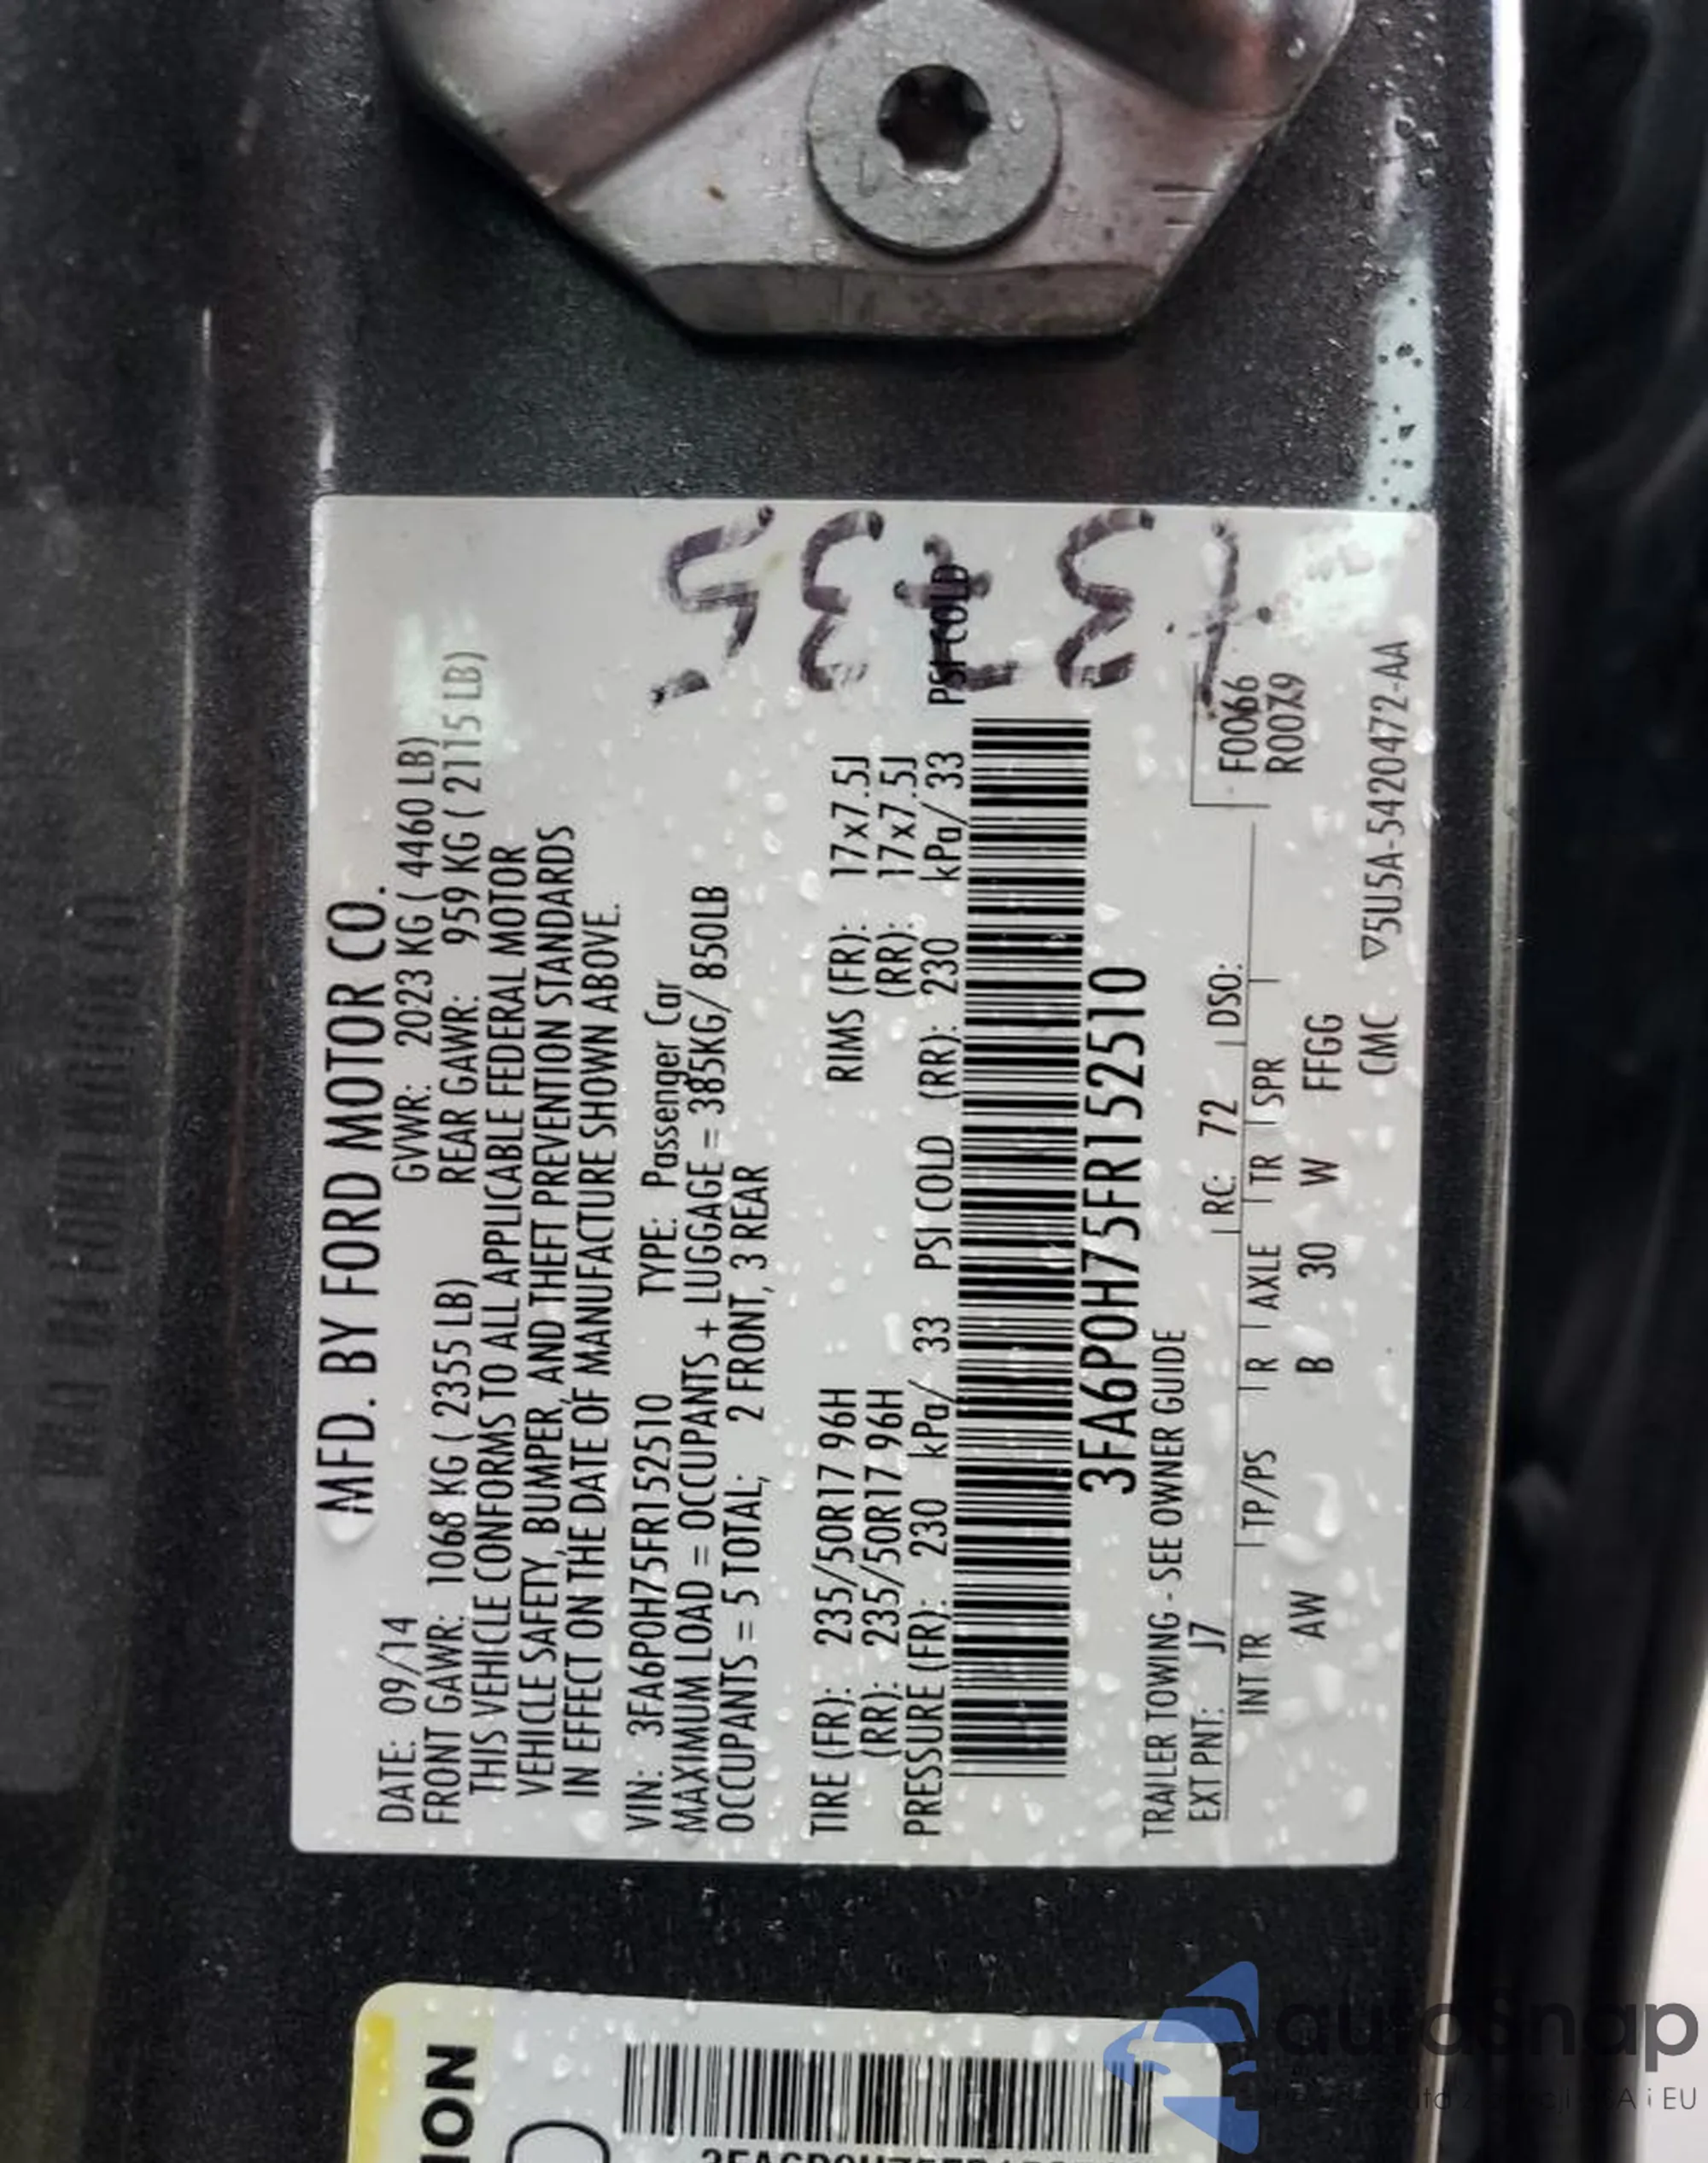 MFD. BY FORD MOTOR CO.
DATE: 09/14 GVWR: 2023 KG ( 4460 LB)
FRONT GAWR: 1068 KG ( 2355 LB) REAR GAWR: 959 KG ( 2115 LB)
THIS VEHICLE CONFORMS TO ALL APPLICABLE FEDERAL MOTOR
VEHICLE SAFETY, BUMPER, AND THEFT PREVENTION STANDARDS
IN EFFECT ON THE DATE OF MANUFACTURE SHOWN ABOVE.
VIN: 3FA6P0H75FR152510 TYPE: Passenger Car
MAXIMUM LOAD = OCCUPANTS + LUGGAGE = 385KG/ 850LB
OCCUPANTS = 5 TOTAL; 2 FRONT, 3 REAR
TIRE (FR): 235/50R17 96H RIMS (FR): 17x7.5J
(RR): 235/50R17 96H (RR): 17x7.5J
PRESSURE (FR): 230 kPa/ 33 PSI COLD (RR): 230 kPa/ 33 PSI COLD
3FA6P0H75FR152510
TRAILER TOWING - SEE OWNER GUIDE
EXT PNT: J7 RC: 72 DSO: F0066
INT TR TP/PS R AXLE TR SPR R0079
AW B 30 W FFGG
CMC ▽5U5A-5420472-AA
ION
autosnap
A i EU